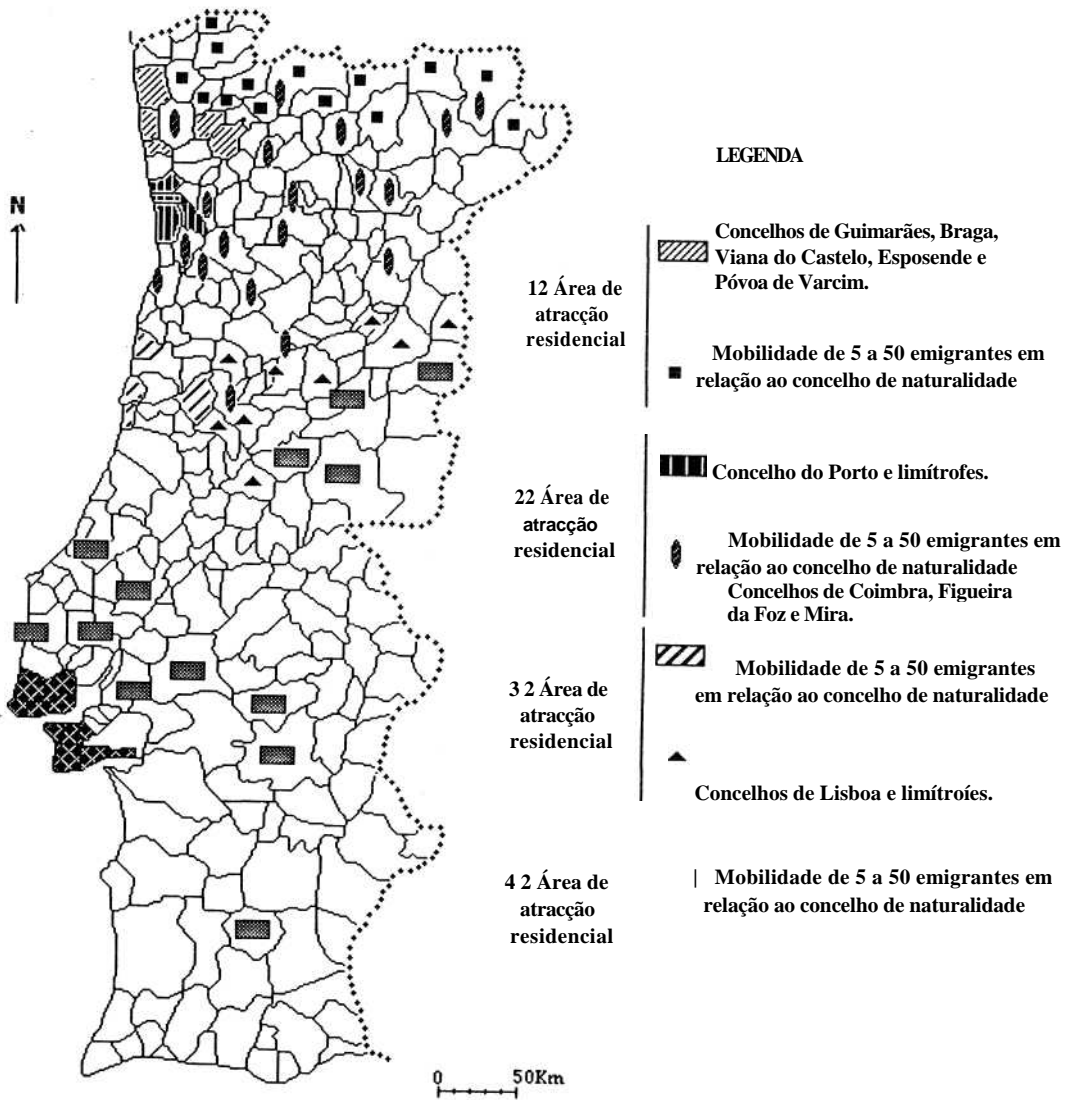 N
LEGENDA
12 Área de
atracção
residencial
Concelhos de Guimarães, Braga,
Viana do Castelo, Esposende e
Póvoa de Varcim.
Mobilidade de 5 a 50 emigrantes em
relação ao concelho de naturalidade
22 Área de
atracção
residencial
Concelho do Porto e limítrofes.
Mobilidade de 5 a 50 emigrantes em
relação ao concelho de naturalidade
Concelhos de Coimbra, Figueira
da Foz e Mira.
3 2 Área de
atracção
residencial
Mobilidade de 5 a 50 emigrantes
em relação ao concelho de naturalidade
Concelhos de Lisboa e limítroíes.
4 2 Área de
atracção
residencial
| Mobilidade de 5 a 50 emigrantes em
relação ao concelho de naturalidade
0 50Km